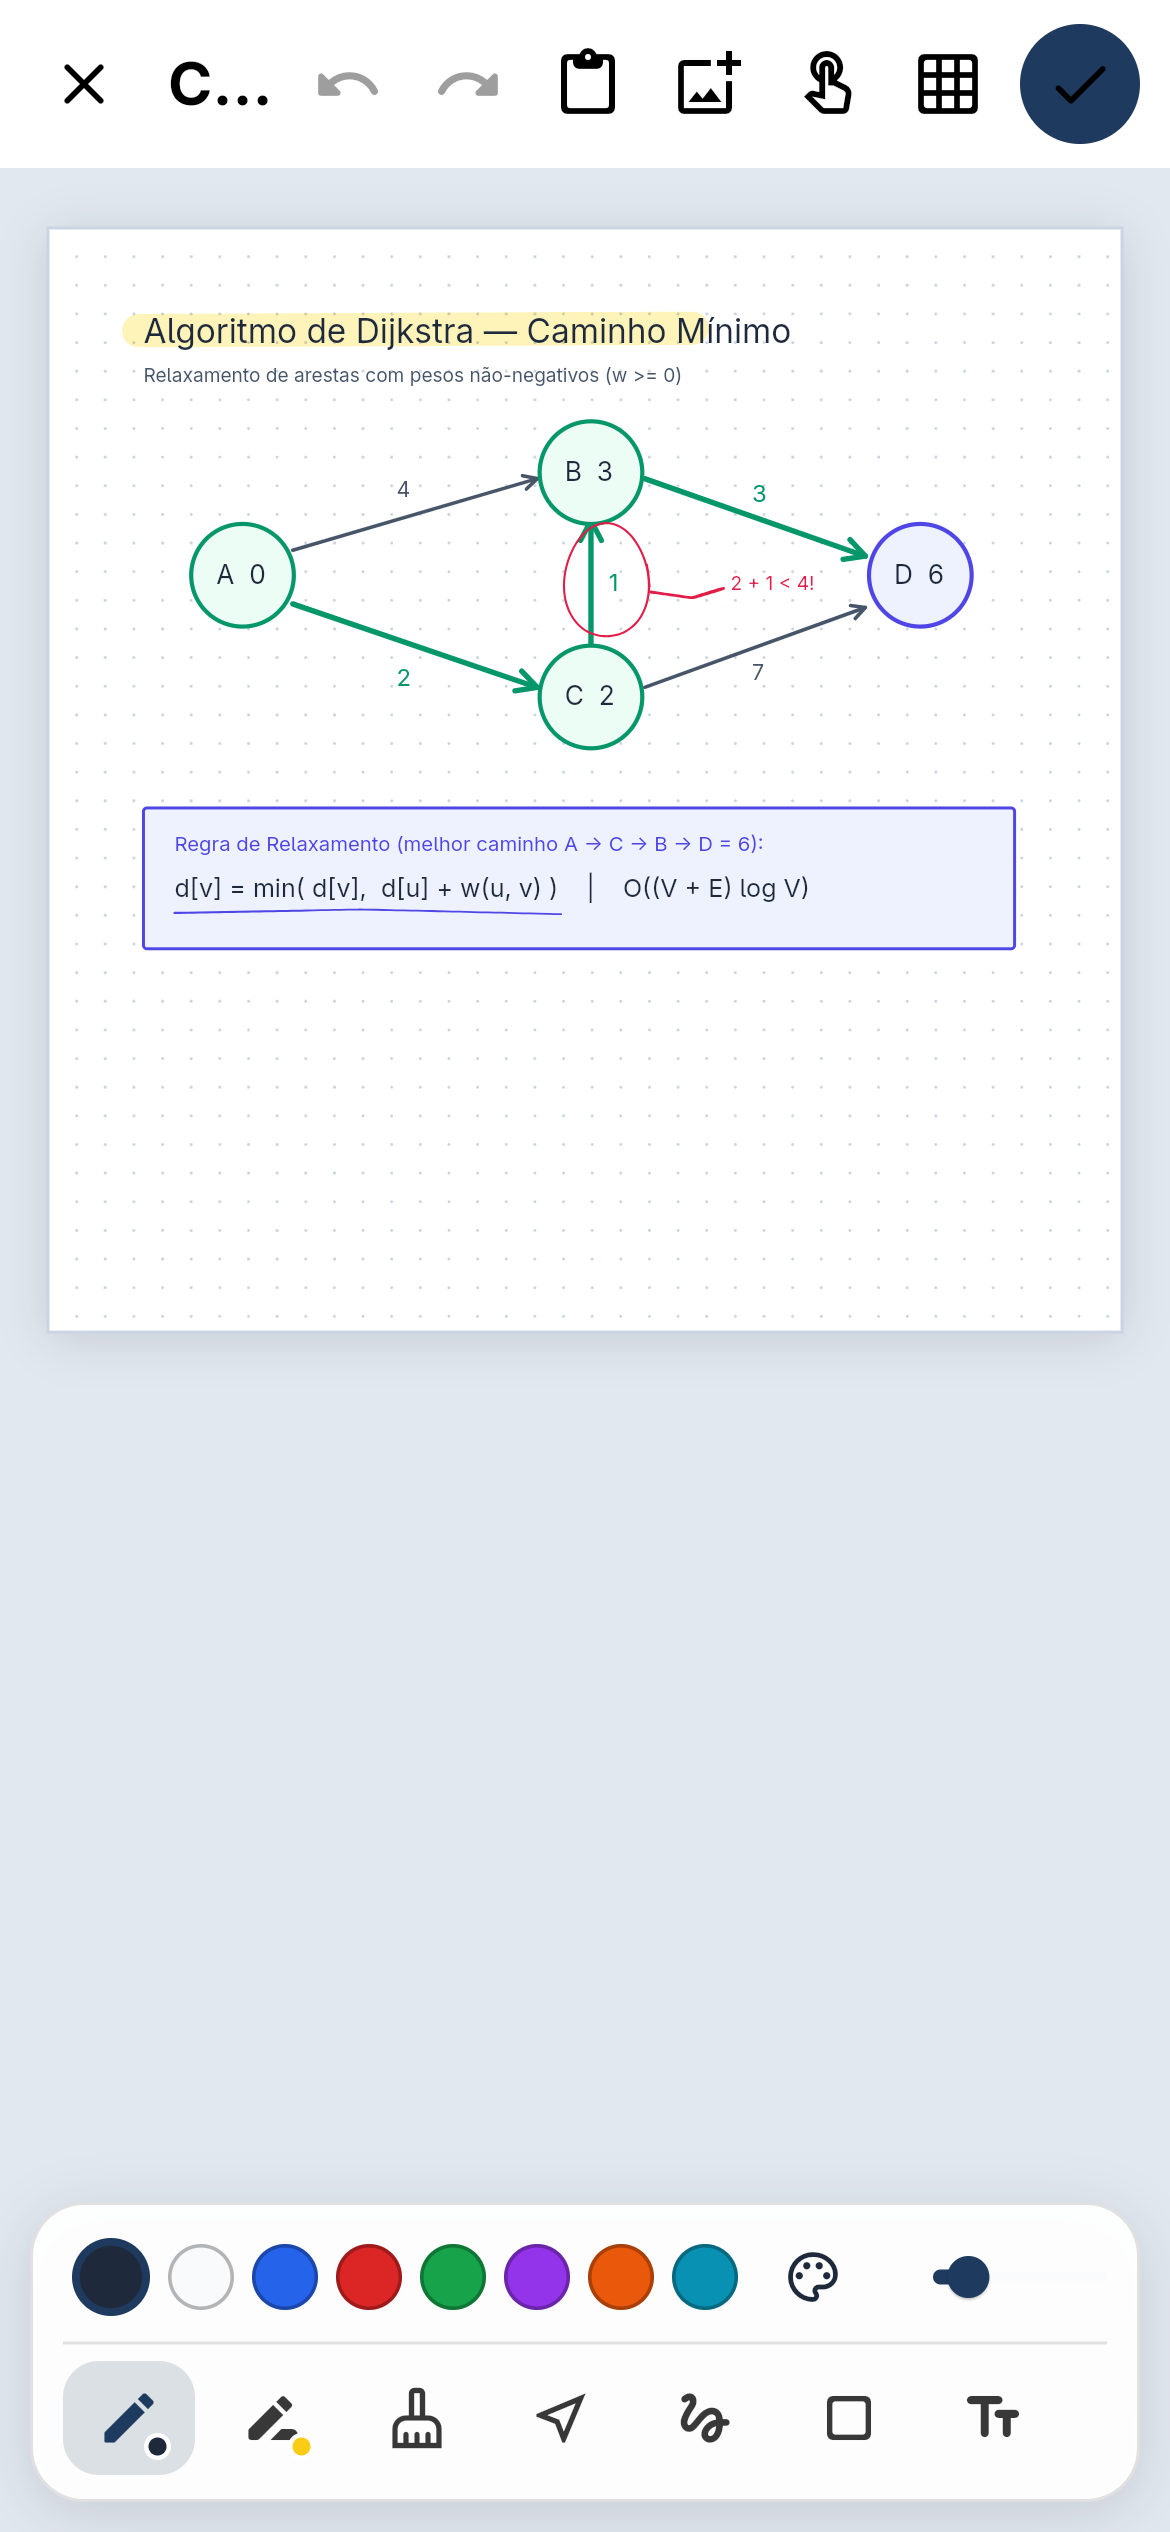 C...
Algoritmo de Dijkstra — Caminho Mínimo
Relaxamento de arestas com pesos não-negativos (w >= 0)
B 3
4
3
A 0
1
2 + 1 < 4!
D 6
2
7
C 2
Regra de Relaxamento (melhor caminho A → C → B → D = 6):
d[v] = min( d[v], d[u] + w(u, v) ) | O((V + E) log V)
Tт